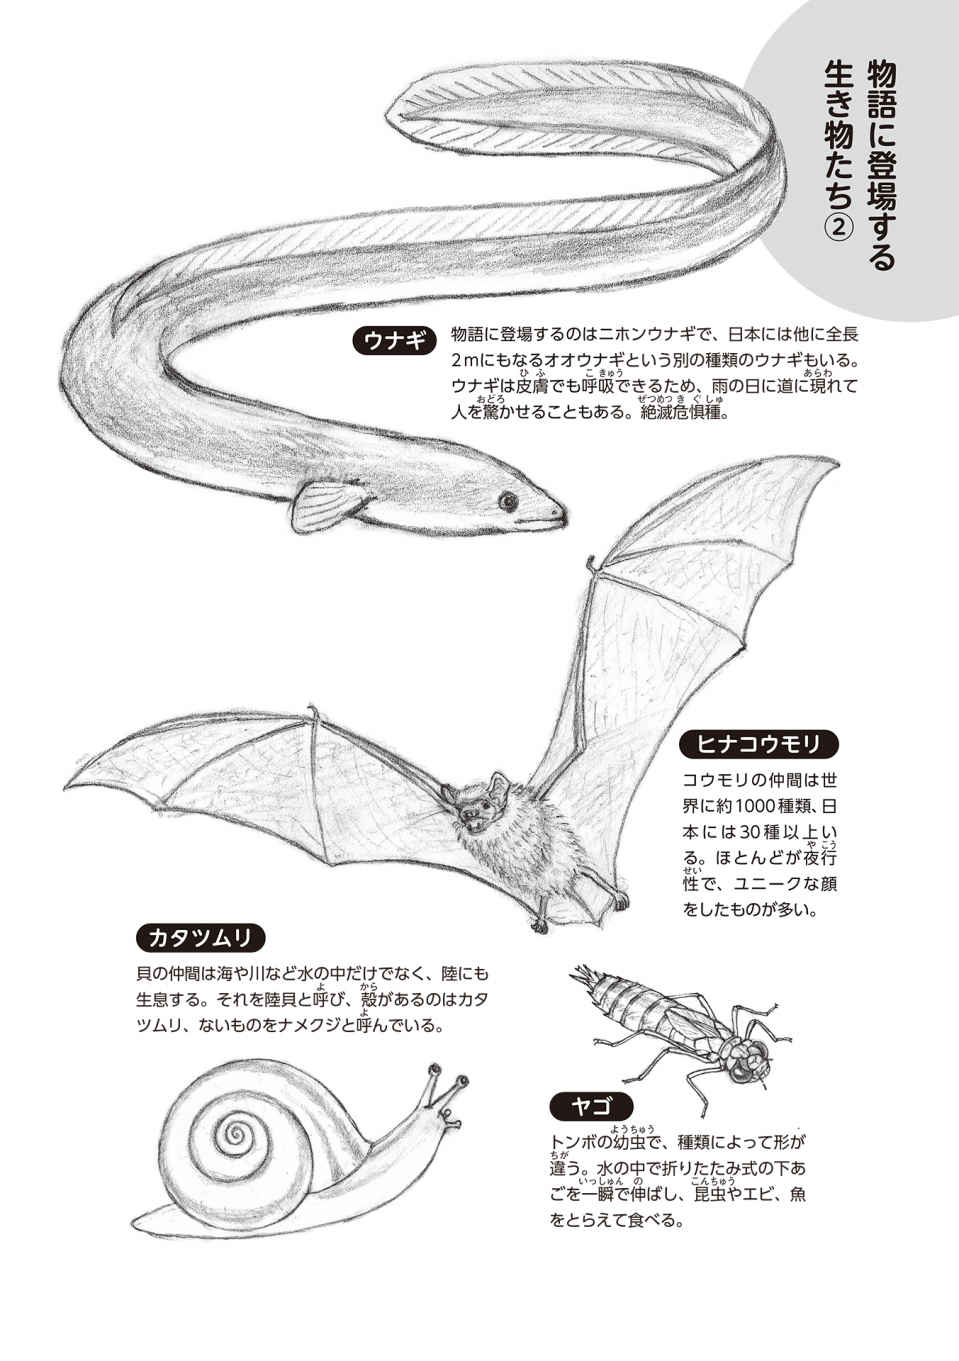 物語に登場する
生き物たち②
ウナギ
物語に登場するのはニホンウナギで、日本には他に全長
2mにもなるオオウナギという別の種類のウナギもいる。
ウナギは皮膚でも呼吸できるため、雨の日に道に現れて
人を驚かせることもある。絶滅危惧種。
ヒナコウモリ
コウモリの仲間は世
界に約1000種類、日
本には30種以上い
る。ほとんどが夜行
性で、ユニークな顔
をしたものが多い。
カタツムリ
貝の仲間は海や川など水の中だけでなく、陸にも
生息する。それを陸貝と呼び、殻があるのはカタ
ツムリ、ないものをナメクジと呼んでいる。
ヤゴ
トンボの幼虫で、種類によって形が
違う。水の中で折りたたみ式の下あ
ごを一瞬で伸ばし、昆虫やエビ、魚
をとらえて食べる。